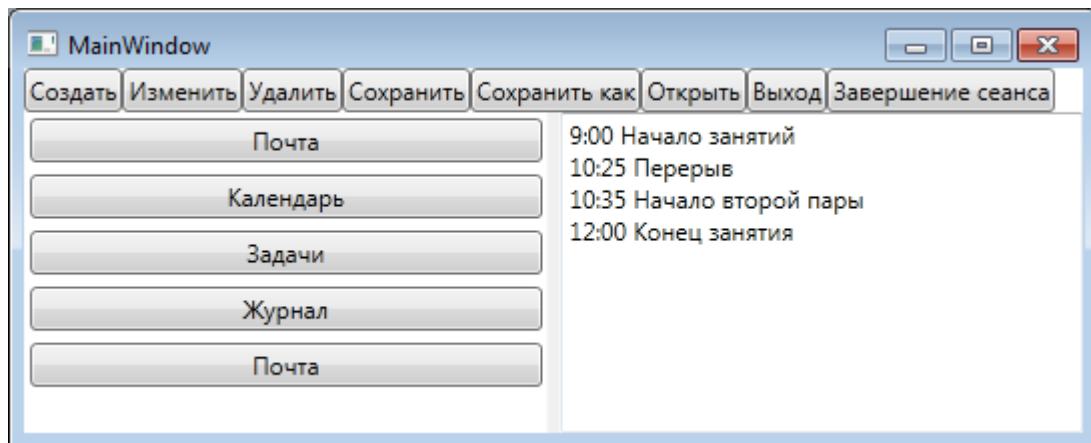 MainWindow
Создать Изменить Удалить Сохранить Сохранить как Открыть Выход Завершение сеанса
Почта
Календарь
Задачи
Журнал
Почта
9:00 Начало занятий
10:25 Перерыв
10:35 Начало второй пары
12:00 Конец занятия